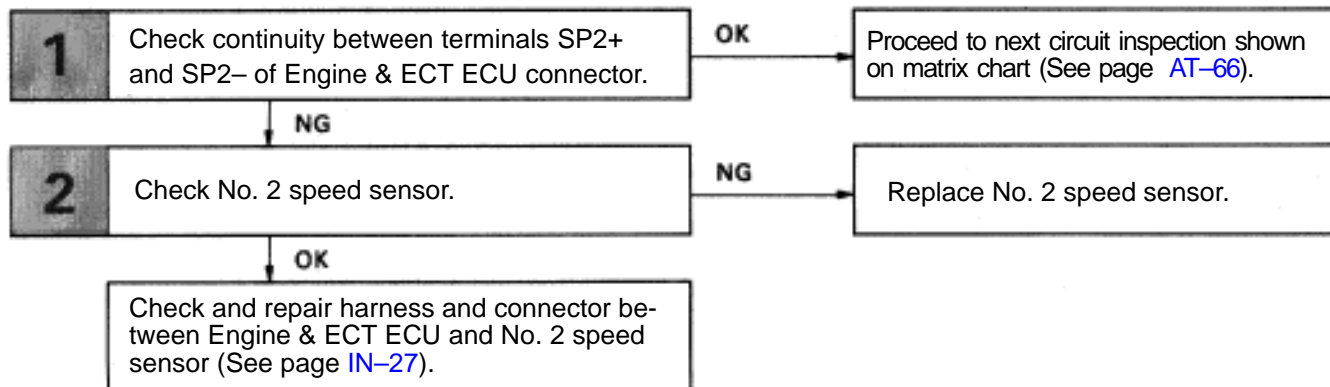 1
Check continuity between terminals SP2+
and SP2– of Engine & ECT ECU connector.
OK
Proceed to next circuit inspection shown
on matrix chart (See page AT–66).
NG
2
Check No. 2 speed sensor.
NG
Replace No. 2 speed sensor.
OK
Check and repair harness and connector be-
tween Engine & ECT ECU and No. 2 speed
sensor (See page IN–27).